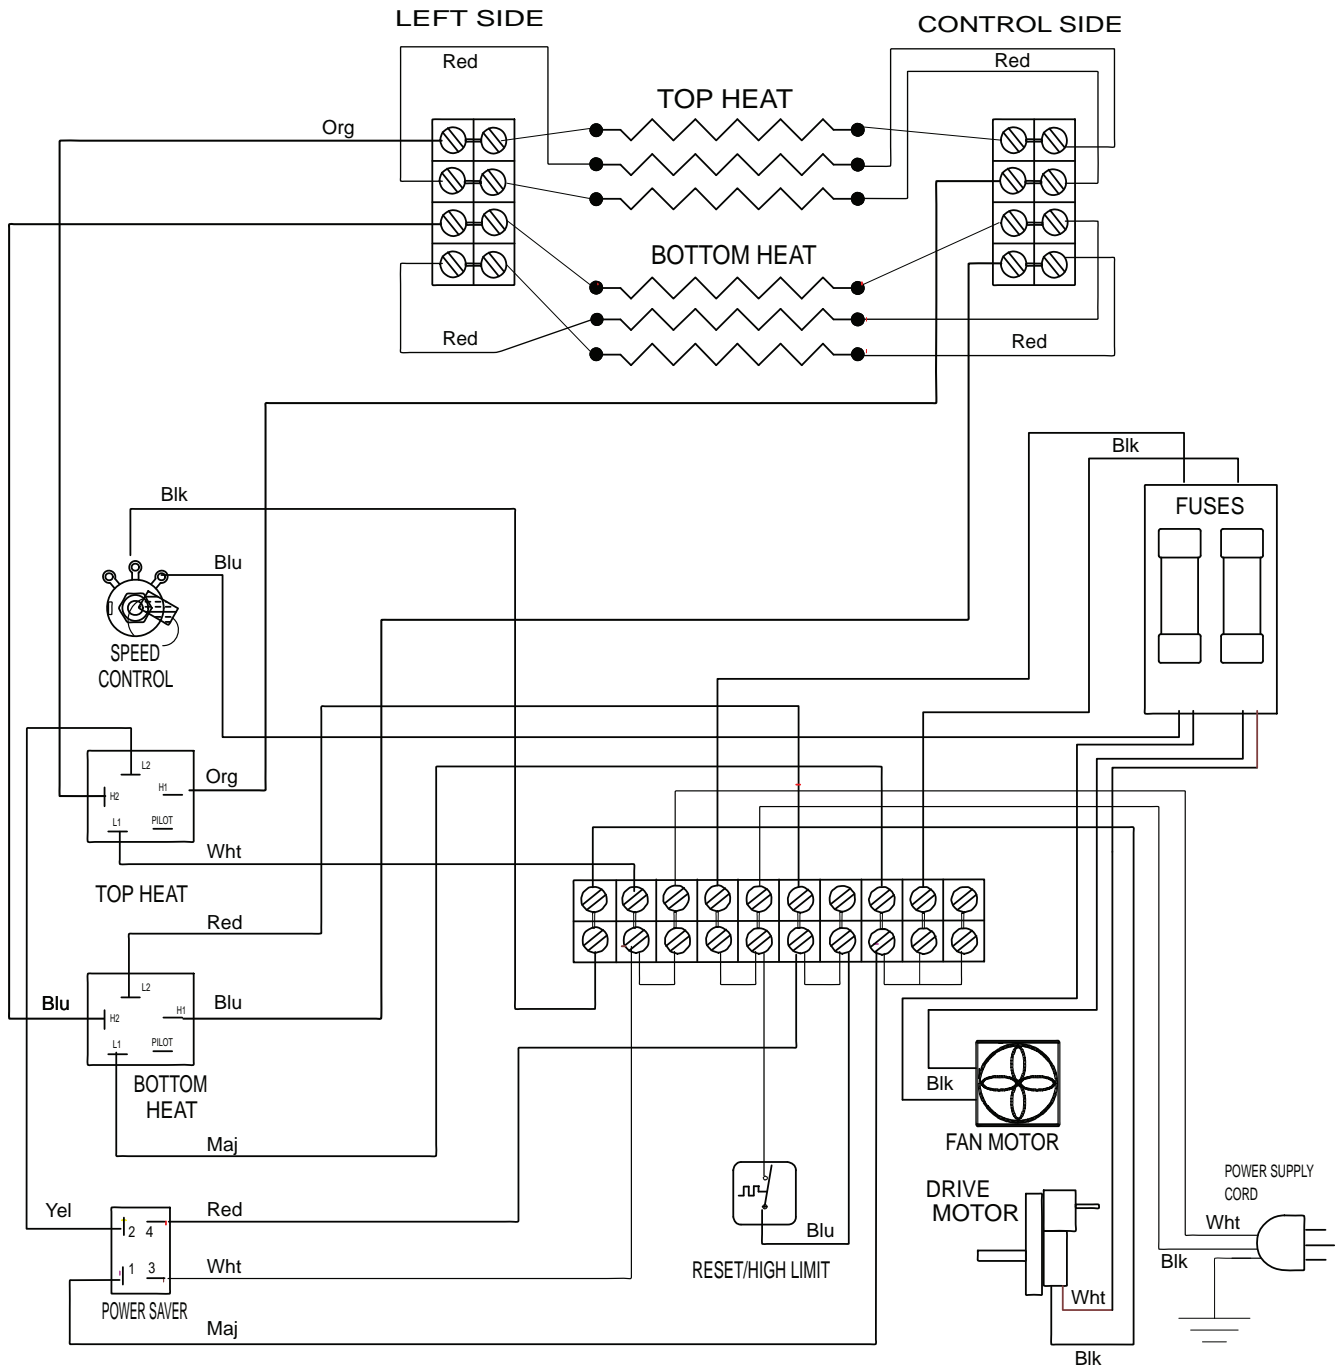 LEFT SIDE
CONTROL SIDE
Red
Red
TOP HEAT
Org
BOTTOM HEAT
Red
Red
Blk
Blk
FUSES
Blu
SPEED
CONTROL
L2
H1
Org
H2
L1
PILOT
Wht
TOP HEAT
Red
L2
Blu
H2
H1
Blu
L1
PILOT
BOTTOM
HEAT
Blk
FAN MOTOR
Maj
POWER SUPPLY
CORD
DRIVE
MOTOR
Yel
Red
Wht
2 4
Blu
Blk
1 3
Wht
RESET/HIGH LIMIT
Wht
POWER SAVER
Maj
Blk